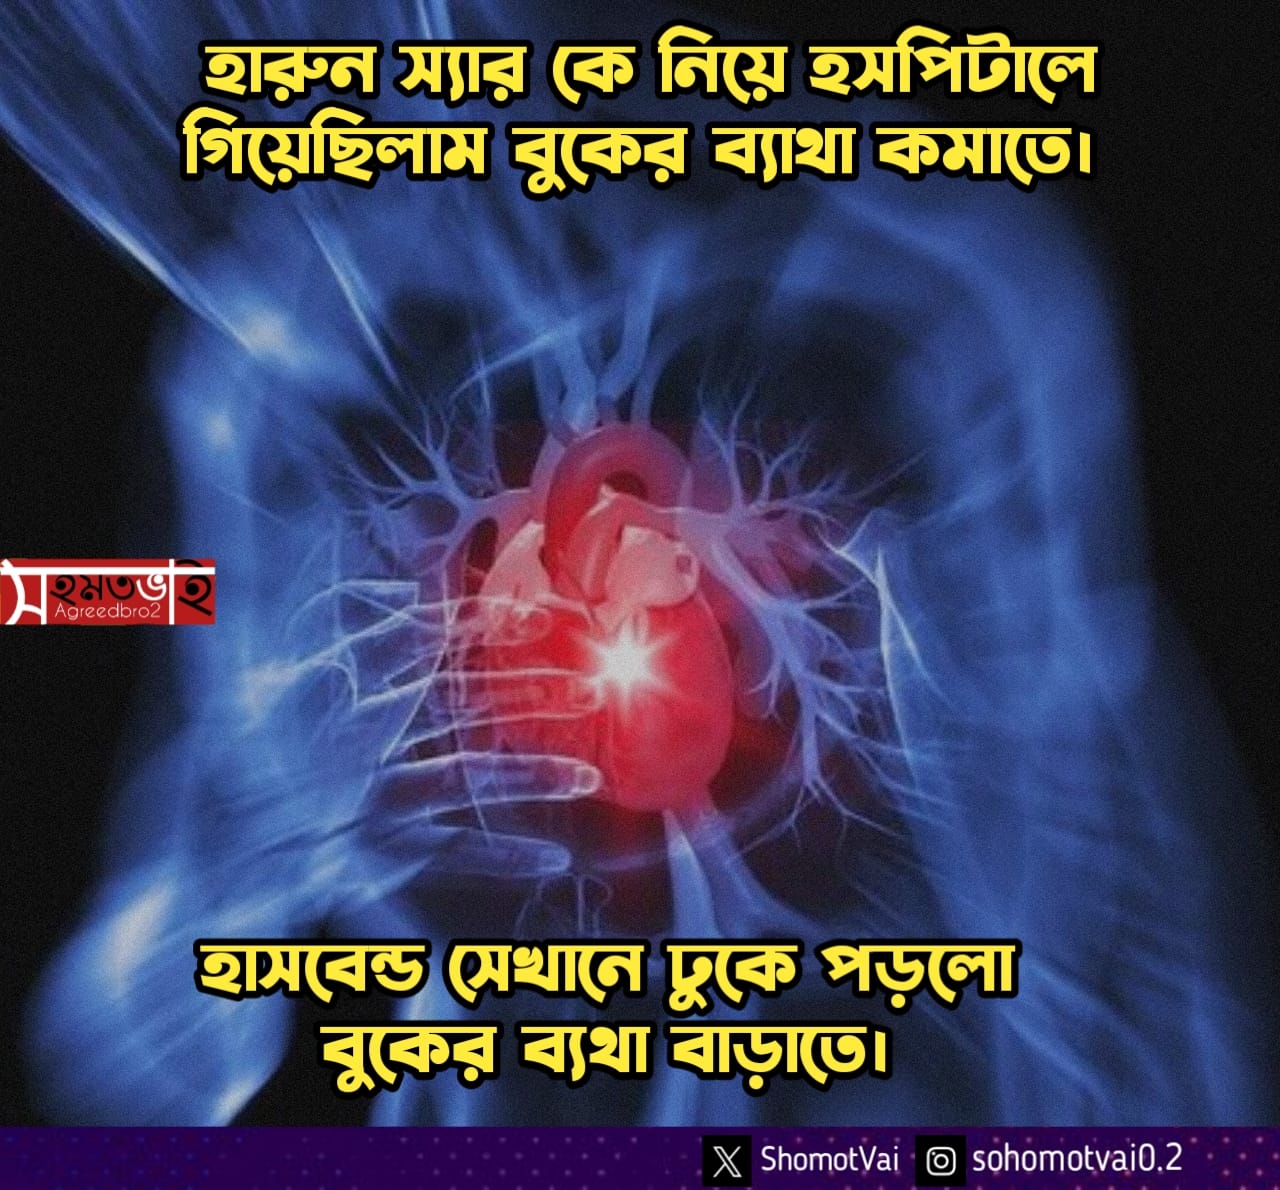 হারুন স্যার কে নিয়ে হসপিটালে
গিয়েছিলাম বুকের ব্যাথা কমাতে।
সহমতভাই
Agreedbro2
হাসবেন্ড সেখানে ঢুকে পড়লো
বুকের ব্যথা বাড়াতে।
ShomotVai sohomotvai0.2